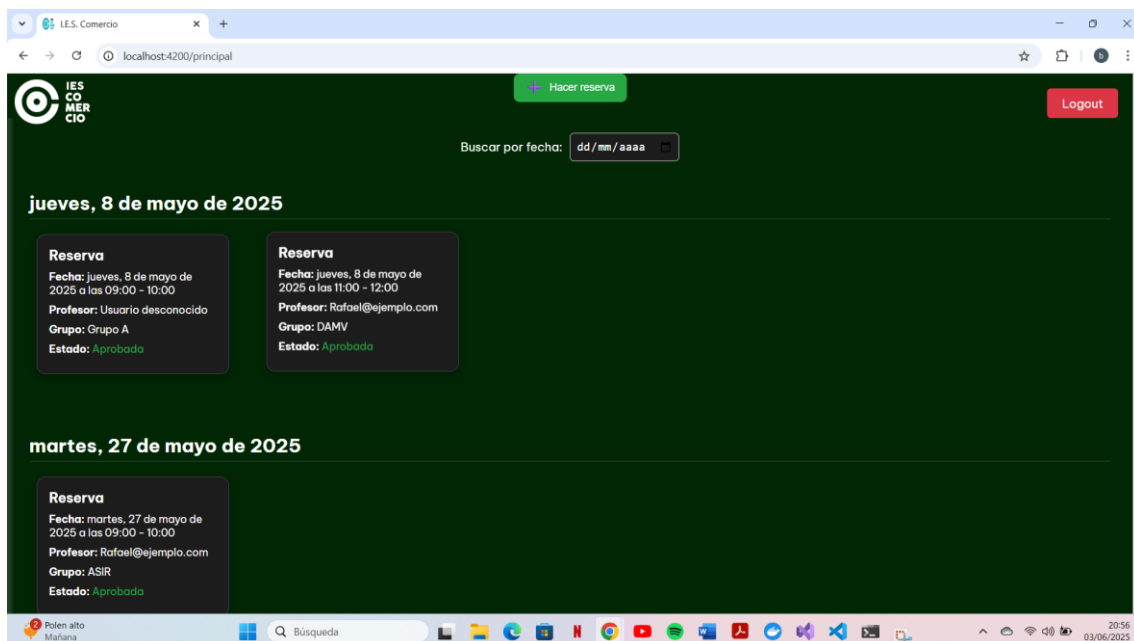 I.E.S. Comercio
localhost:4200/principal
b
IES
CO
MER
CIO
Hacer reserva
Logout
Buscar por fecha: dd/mm/aaaa
jueves, 8 de mayo de 2025
Reserva
Fecha: jueves, 8 de mayo de
2025 a las 09:00 - 10:00
Profesor: Usuario desconocido
Grupo: Grupo A
Estado: Aprobada
Reserva
Fecha: jueves, 8 de mayo de
2025 a las 11:00 - 12:00
Profesor: Rafael@ejemplo.com
Grupo: DAMV
Estado: Aprobada
martes, 27 de mayo de 2025
Reserva
Fecha: martes, 27 de mayo de
2025 a las 09:00 - 10:00
Profesor: Rafael@ejemplo.com
Grupo: ASIR
Estado: Aprobada
2
Polen alto
Mañana
Búsqueda
20:56
03/06/202